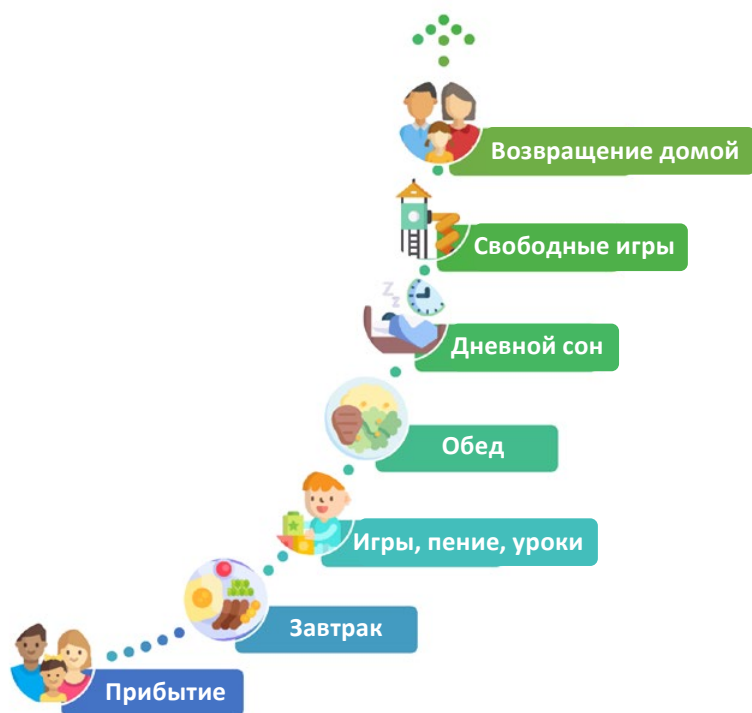 Возвращение домой
Свободные игры
Дневной сон
Обед
Игры, пение, уроки
Завтрак
Прибытие